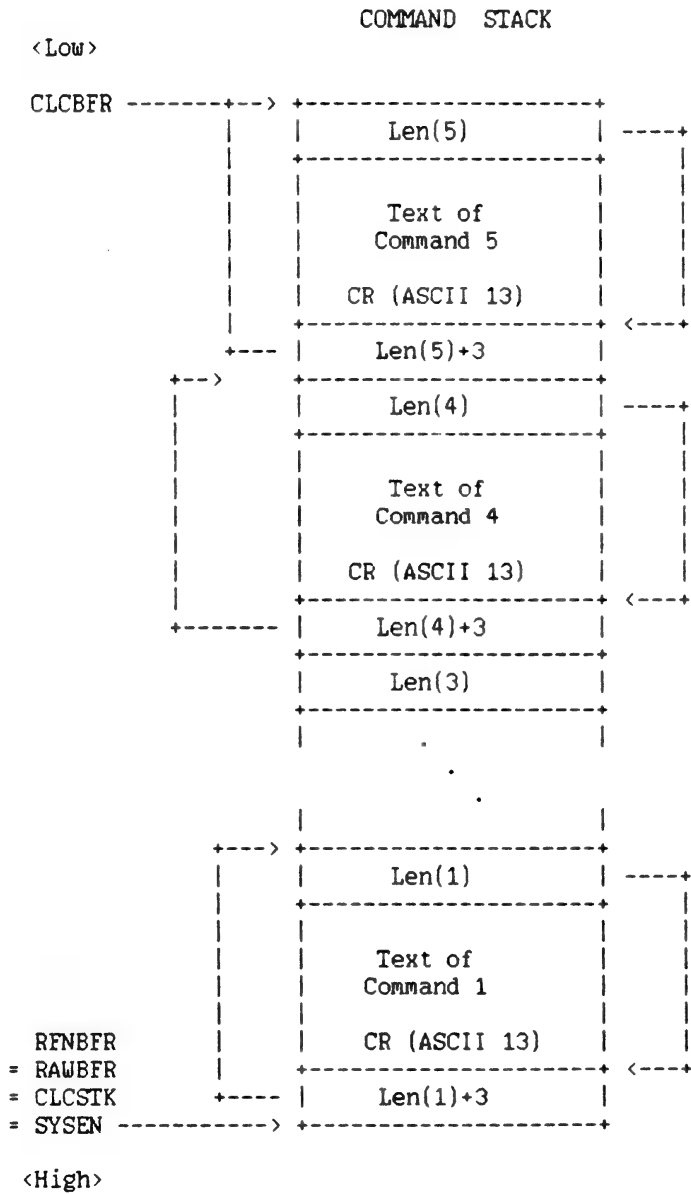 COMMAND STACK
<Low>
CLCBFR
Len(5)
Text of
Command 5
CR (ASCII 13)
Len(5)+3
Len(4)
Text of
Command 4
CR (ASCII 13)
Len(4)+3
Len(3)
.
.
.
Len(1)
Text of
Command 1
RFNBFR CR (ASCII 13)
= RAWBFR
= CLCSTK Len(1)+3
= SYSEN
<High>